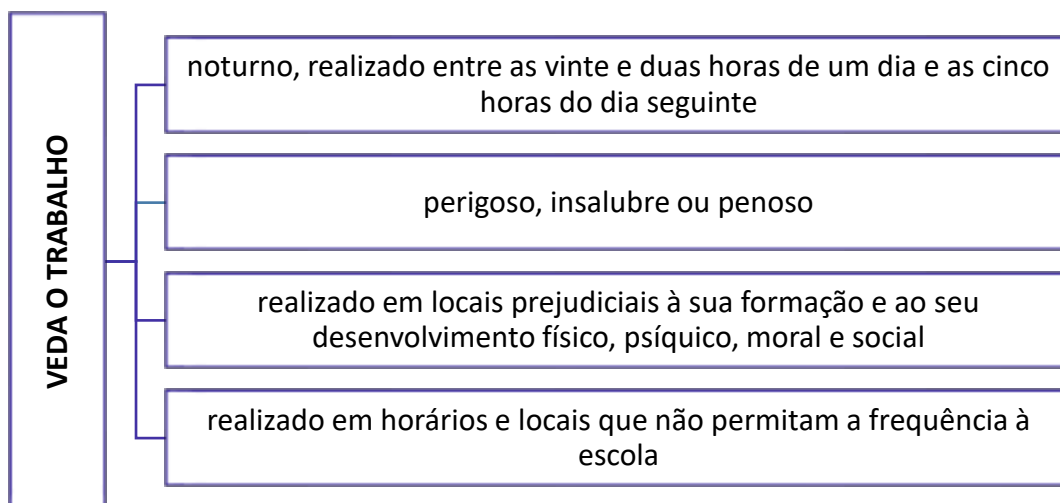 VEDA O TRABALHO
noturno, realizado entre as vinte e duas horas de um dia e as cinco
horas do dia seguinte
perigoso, insalubre ou penoso
realizado em locais prejudiciais à sua formação e ao seu
desenvolvimento físico, psíquico, moral e social
realizado em horários e locais que não permitam a frequência à
escola